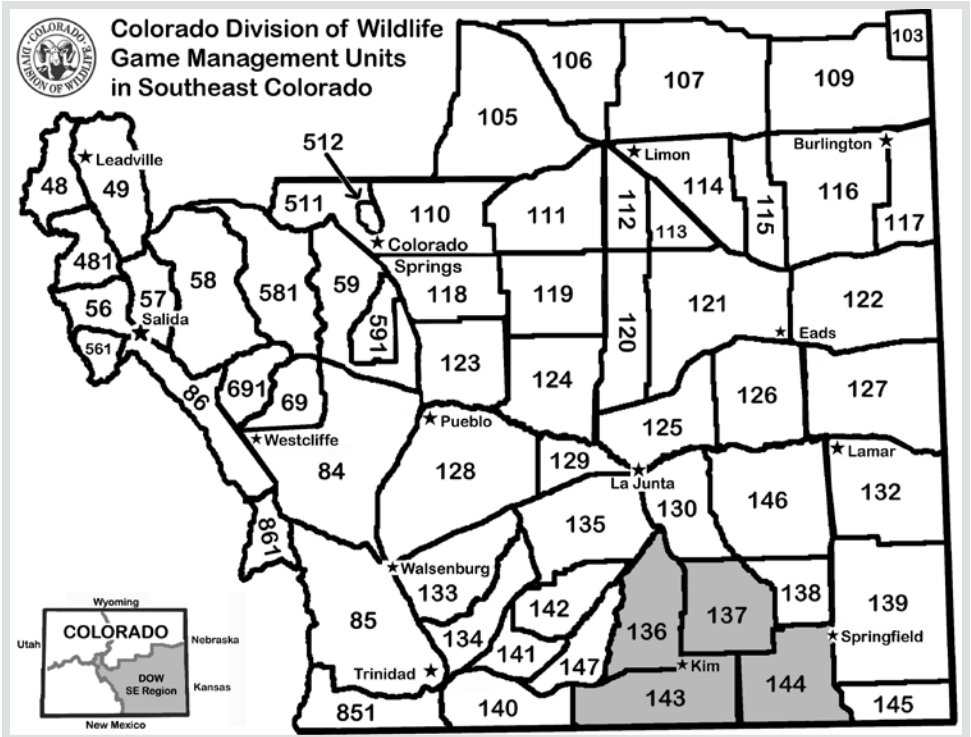 COLORADO
DIVISION OF WILDLIFE
Colorado Division of Wildlife
Game Management Units
in Southeast Colorado
103
106
107
109
105
512
Leadville
Limon
Burlington
48
49
511
110
111
112
114
115
116
113
117
Colorado
Springs
481
58
581
59
118
119
120
121
122
56
57
Salida
591
Eads
561
123
124
126
127
86
691
69
125
Pueblo
Westcliffe
84
128
129
La Junta
Lamar
130
146
132
861
135
Walsenburg
133
142
136
137
138
139
85
134
141
147
Springfield
Trinidad
Kim
143
144
851
140
145
Wyoming
COLORADO
Utah
Nebraska
DOW
SE Region
Kansas
New Mexico